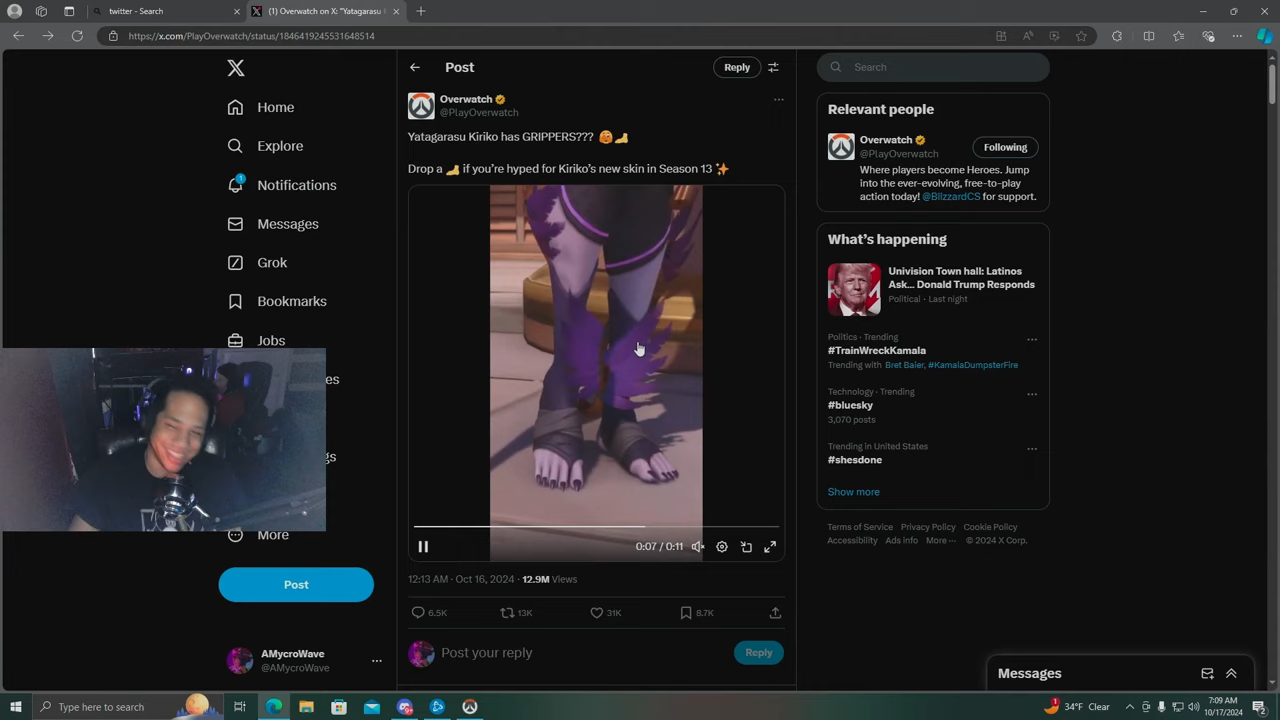 twitter - Search
(1) Overwatch on X: "Yatagarasu
https://x.com/PlayOverwatch/status/1846419245531648514
Home
Explore
1
Notifications
Messages
Grok
Bookmarks
Jobs
es
gs
More
Post
AMycroWave
@AMycroWave
Post
Reply
Overwatch
@PlayOverwatch
Yatagarasu Kiriko has GRIPPERS???
Drop a if you're hyped for Kiriko's new skin in Season 13
0:07 / 0:11
12:13 AM · Oct 16, 2024 · 12.9M Views
6.5K 13K 31K 8.7K
Post your reply
Reply
Search
Relevant people
Overwatch
@PlayOverwatch
Following
Where players become Heroes. Jump
into the ever-evolving, free-to-play
action today! @BlizzardCS for support.
What's happening
Univision Town hall: Latinos
Ask... Donald Trump Responds
Political · Last night
Politics · Trending
#TrainWreckKamala
Trending with Bret Baier, #KamalaDumpsterFire
Technology · Trending
#bluesky
3,070 posts
Trending in United States
#shesdone
Show more
Terms of Service Privacy Policy Cookie Policy
Accessibility Ads info More ··· © 2024 X Corp.
Messages
Type here to search
34°F Clear
7:09 AM
10/17/2024
2